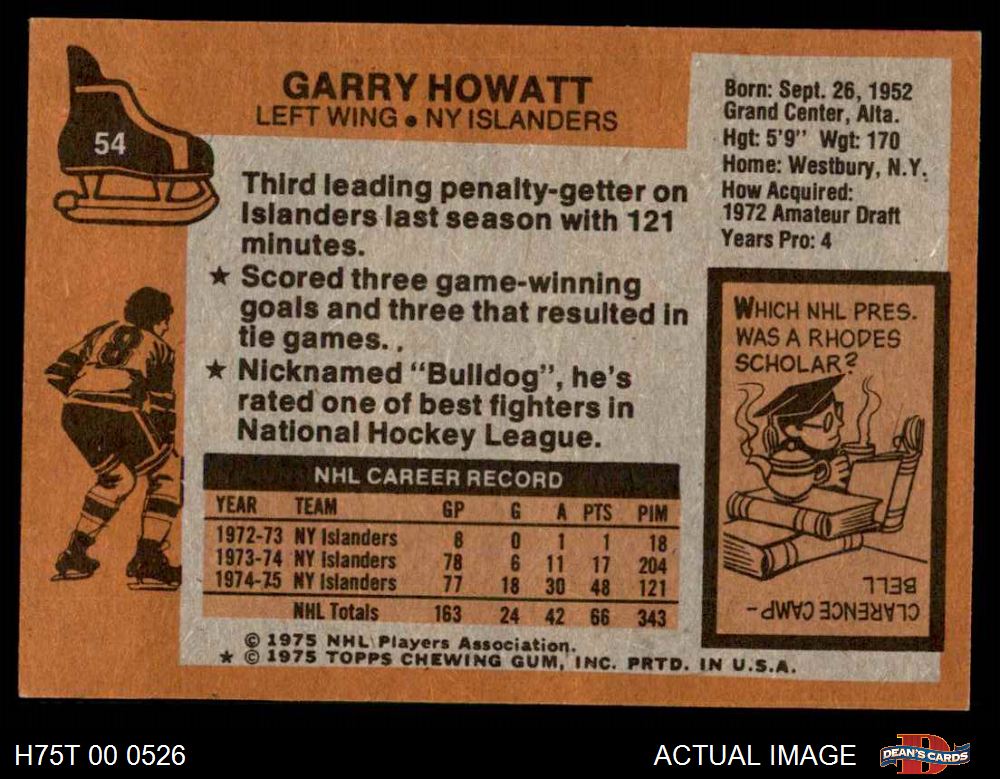 54
GARRY HOWATT
LEFT WING • NY ISLANDERS
Third leading penalty-getter on
Islanders last season with 121
minutes.
★ Scored three game-winning
goals and three that resulted in
tie games. .
★ Nicknamed "Bulldog", he's
rated one of best fighters in
National Hockey League.
Born: Sept. 26, 1952
Grand Center, Alta.
Hgt: 5'9" Wgt: 170
Home: Westbury, N.Y.
How Acquired:
1972 Amateur Draft
Years Pro: 4
8
WHICH NHL PRES.
WAS A RHODES
SCHOLAR?
CLARENCE CAMP-
BELL
NHL CAREER RECORD
YEAR TEAM GP G A PTS PIM
1972-73 NY Islanders 8 0 1 1 18
1973-74 NY Islanders 78 6 11 17 204
1974-75 NY Islanders 77 18 30 48 121
NHL Totals 163 24 42 66 343
© 1975 NHL Players Association.
★ © 1975 TOPPS CHEWING GUM, INC. PRTD. IN U.S.A.
H75T 00 0526
ACTUAL IMAGE
D
DEAN'S CARDS